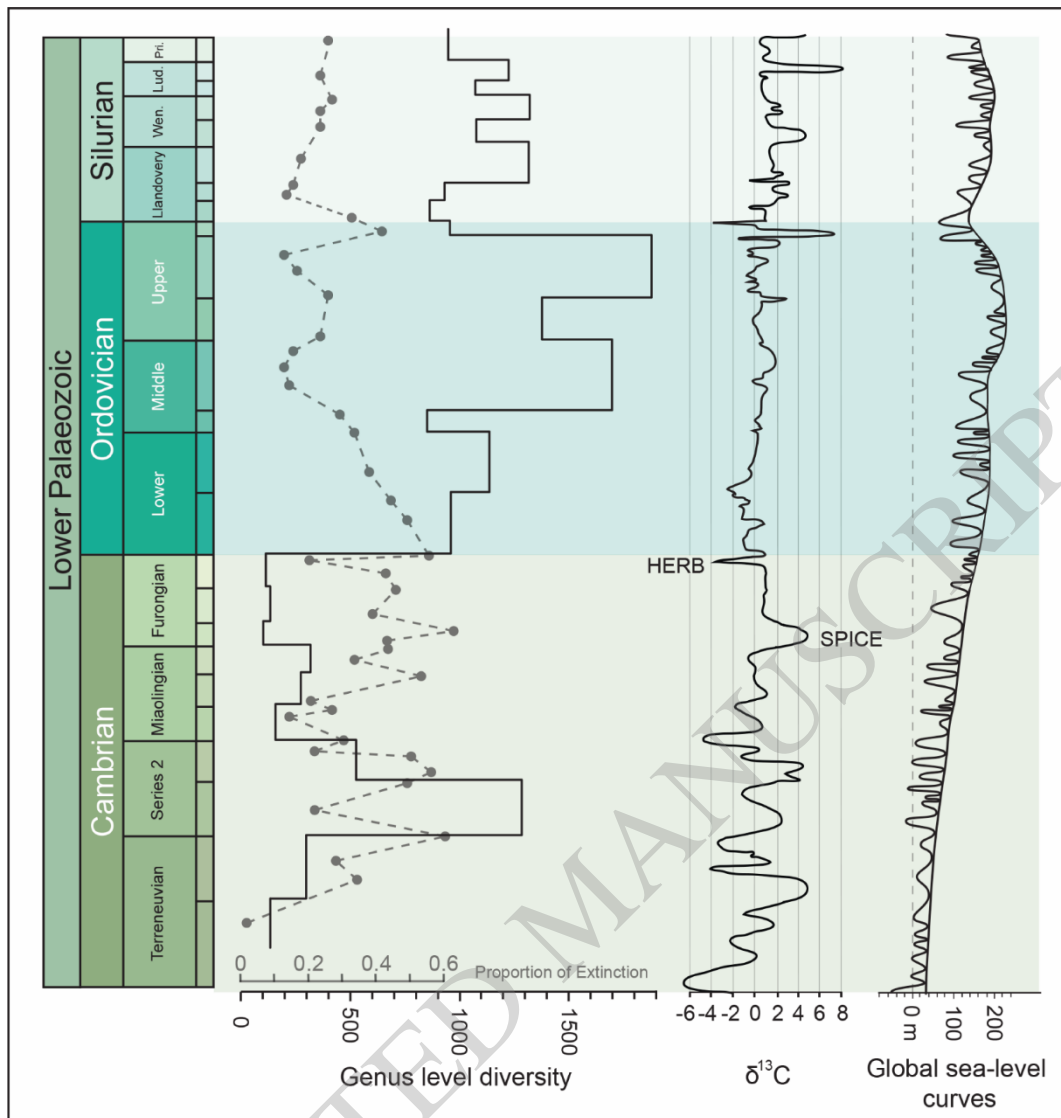 Lower Palaeozoic
Silurian
Ordovician
Cambrian
Pri.
Lud.
Wen.
Llandovery
Upper
Middle
Lower
Furongian
Miaolingian
Series 2
Terreneuvian
HERB
SPICE
0 0.2 0.4 0.6
Proportion of Extinction
0 500 1000 1500
Genus level diversity
-6 -4 -2 0 2 4 6 8
δ¹³C
0 m 100 200
Global sea-level
curves
TED MANUSCRIPT